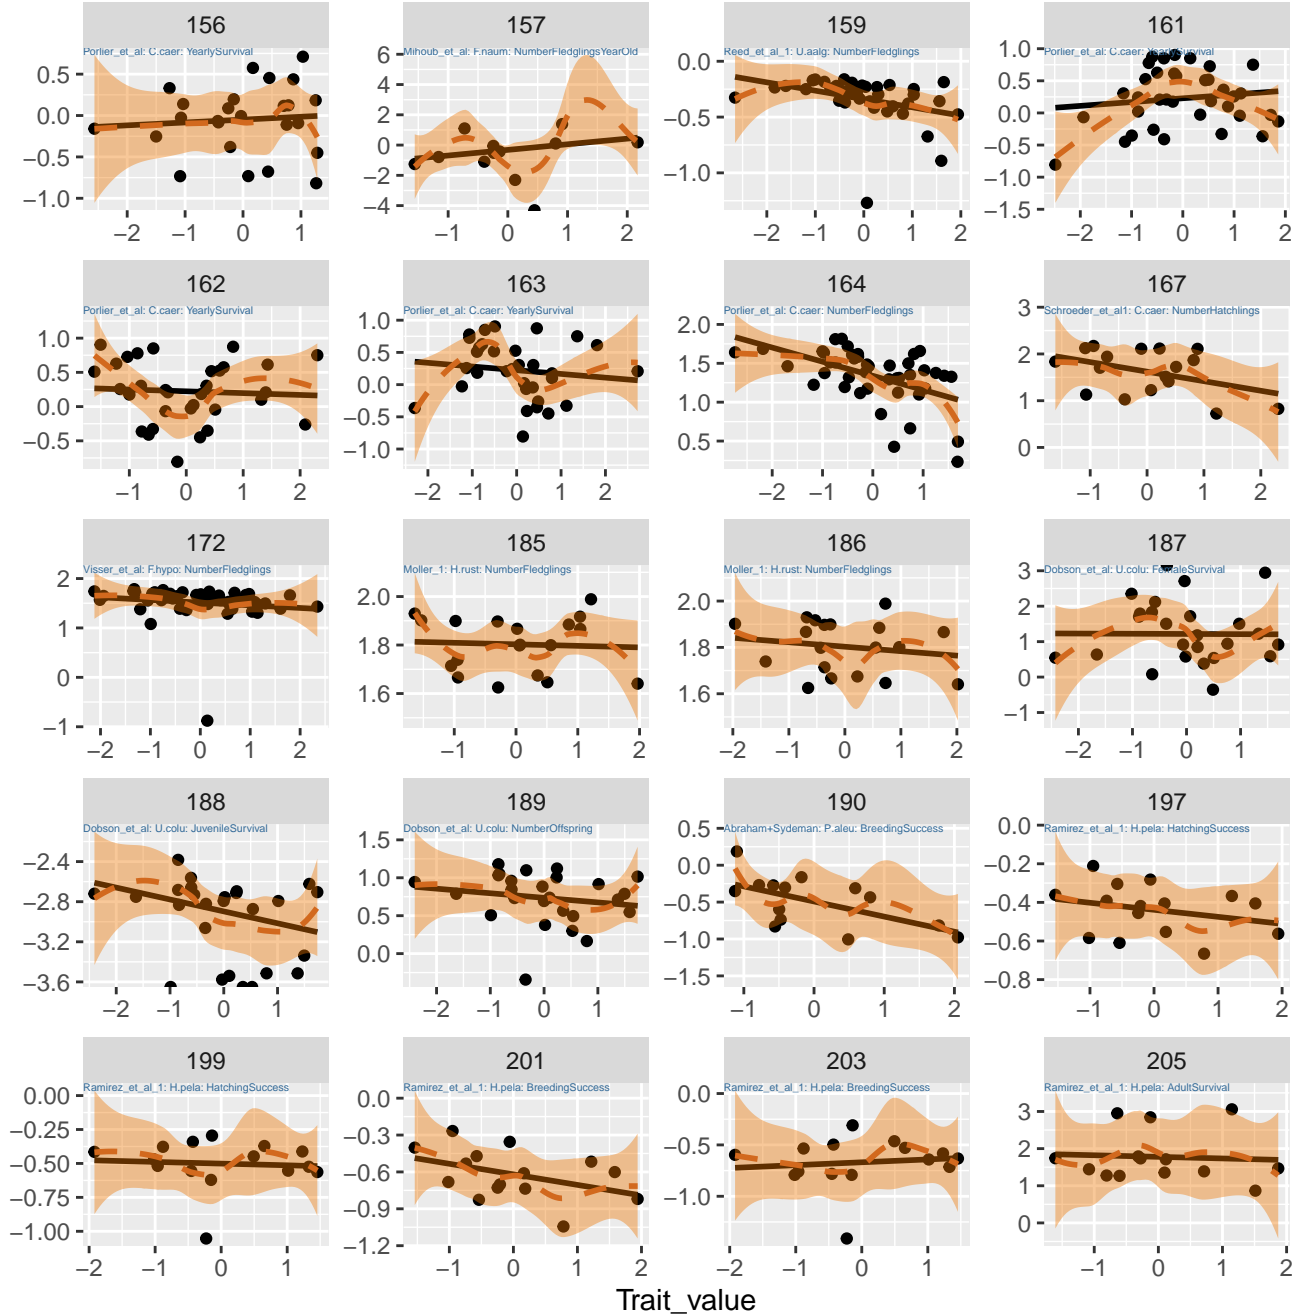 156 157 159 161
Porlier_et_al: C.caer: YearlySurvival Mihoub_et_al: F.naum: NumberFledglingsYearOld Reed_et_al_1: U.aalg: NumberFledglings Porlier_et_al: C.caer: YearlySurvival
0.5 0.0 −0.5 −1.0
−2 −1 0 1
6 4 2 0 −2 −4
−1 0 1 2
0.0 −0.5 −1.0
−2 −1 0 1 2
1.0 0.5 0.0 −0.5 −1.0 −1.5
−2 −1 0 1 2
162 163 164 167
Porlier_et_al: C.caer: YearlySurvival Porlier_et_al: C.caer: YearlySurvival Porlier_et_al: C.caer: NumberFledglings Schroeder_et_al1: C.caer: NumberHatchlings
1.0 0.5 0.0 −0.5
−1 0 1 2
1.0 0.5 0.0 −0.5 −1.0
−2 −1 0 1 2
2.0 1.5 1.0 0.5
−2 −1 0 1
3 2 1 0
−1 0 1 2
172 185 186 187
Visser_et_al: F.hypo: NumberFledglings Moller_1: H.rust: NumberFledglings Moller_1: H.rust: NumberFledglings Dobson_et_al: U.colu: FemaleSurvival
2 1 0 −1
−2 −1 0 1 2
2.0 1.8 1.6
−1 0 1 2
2.0 1.8 1.6
−2 −1 0 1 2
3 2 1 0 −1
−2 −1 0 1
188 189 190 197
Dobson_et_al: U.colu: JuvenileSurvival Dobson_et_al: U.colu: NumberOffspring Abraham+Sydeman: P.aleu: BreedingSuccess Ramirez_et_al_1: H.pela: HatchingSuccess
−2.4 −2.8 −3.2 −3.6
−2 −1 0 1
1.5 1.0 0.5 0.0
−2 −1 0 1
0.5 0.0 −0.5 −1.0 −1.5
−1 0 1 2
0.0 −0.2 −0.4 −0.6 −0.8
−1 0 1 2
199 201 203 205
Ramirez_et_al_1: H.pela: HatchingSuccess Ramirez_et_al_1: H.pela: BreedingSuccess Ramirez_et_al_1: H.pela: BreedingSuccess Ramirez_et_al_1: H.pela: AdultSurvival
0.00 −0.25 −0.50 −0.75 −1.00
−2 −1 0 1
0.0 −0.3 −0.6 −0.9 −1.2
−1 0 1 2
0.0 −0.5 −1.0
−2 −1 0 1
3 2 1 0
−1 0 1 2
Trait_value